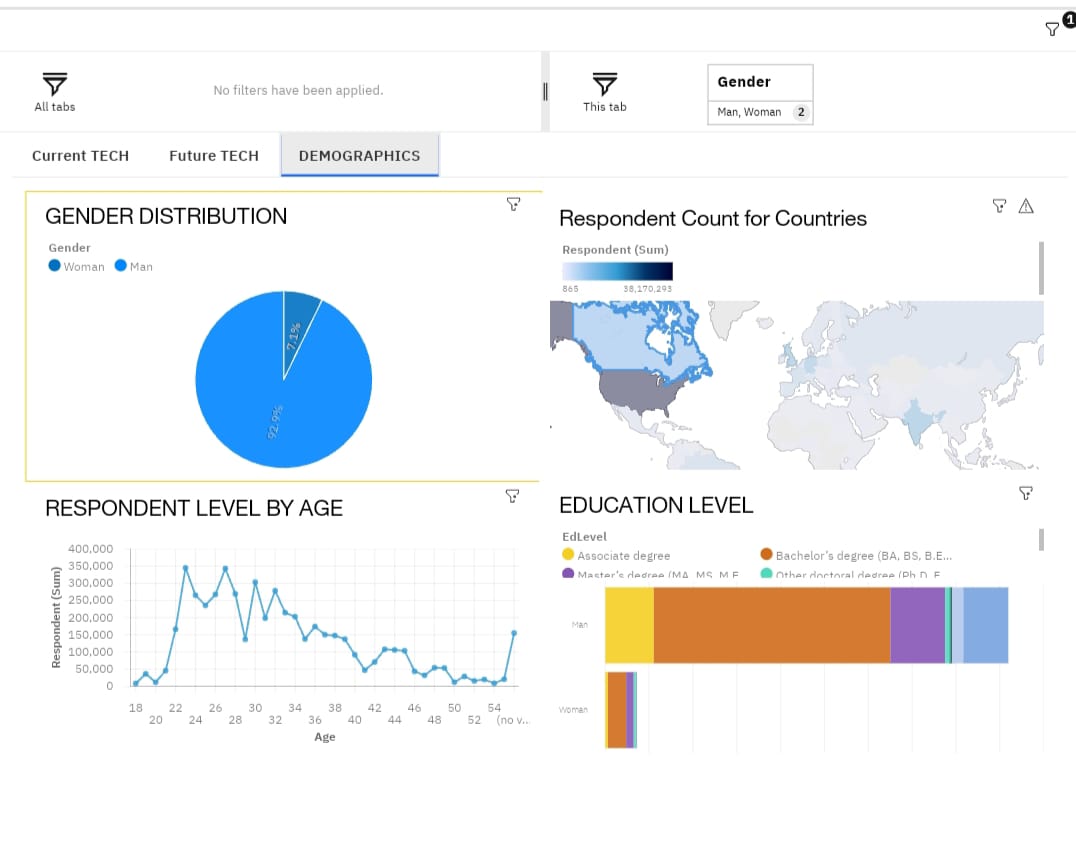 1
All tabs
No filters have been applied.
This tab
Gender
Man, Woman 2
Current TECH Future TECH DEMOGRAPHICS
GENDER DISTRIBUTION
Gender
Woman Man
7.1%
92.9%
Respondent Count for Countries
Respondent (Sum)
865 38,170,293
RESPONDENT LEVEL BY AGE
Respondent (Sum)
400,000
350,000
300,000
250,000
200,000
150,000
100,000
50,000
0
18 22 26 30 34 38 42 46 50 54
20 24 28 32 36 40 44 48 52 (no v...
Age
EDUCATION LEVEL
EdLevel
Associate degree Bachelor's degree (BA, BS, B.E...
Master's degree (MA, MS, M.E Other doctoral degree (Ph.D, E
Man
Woman